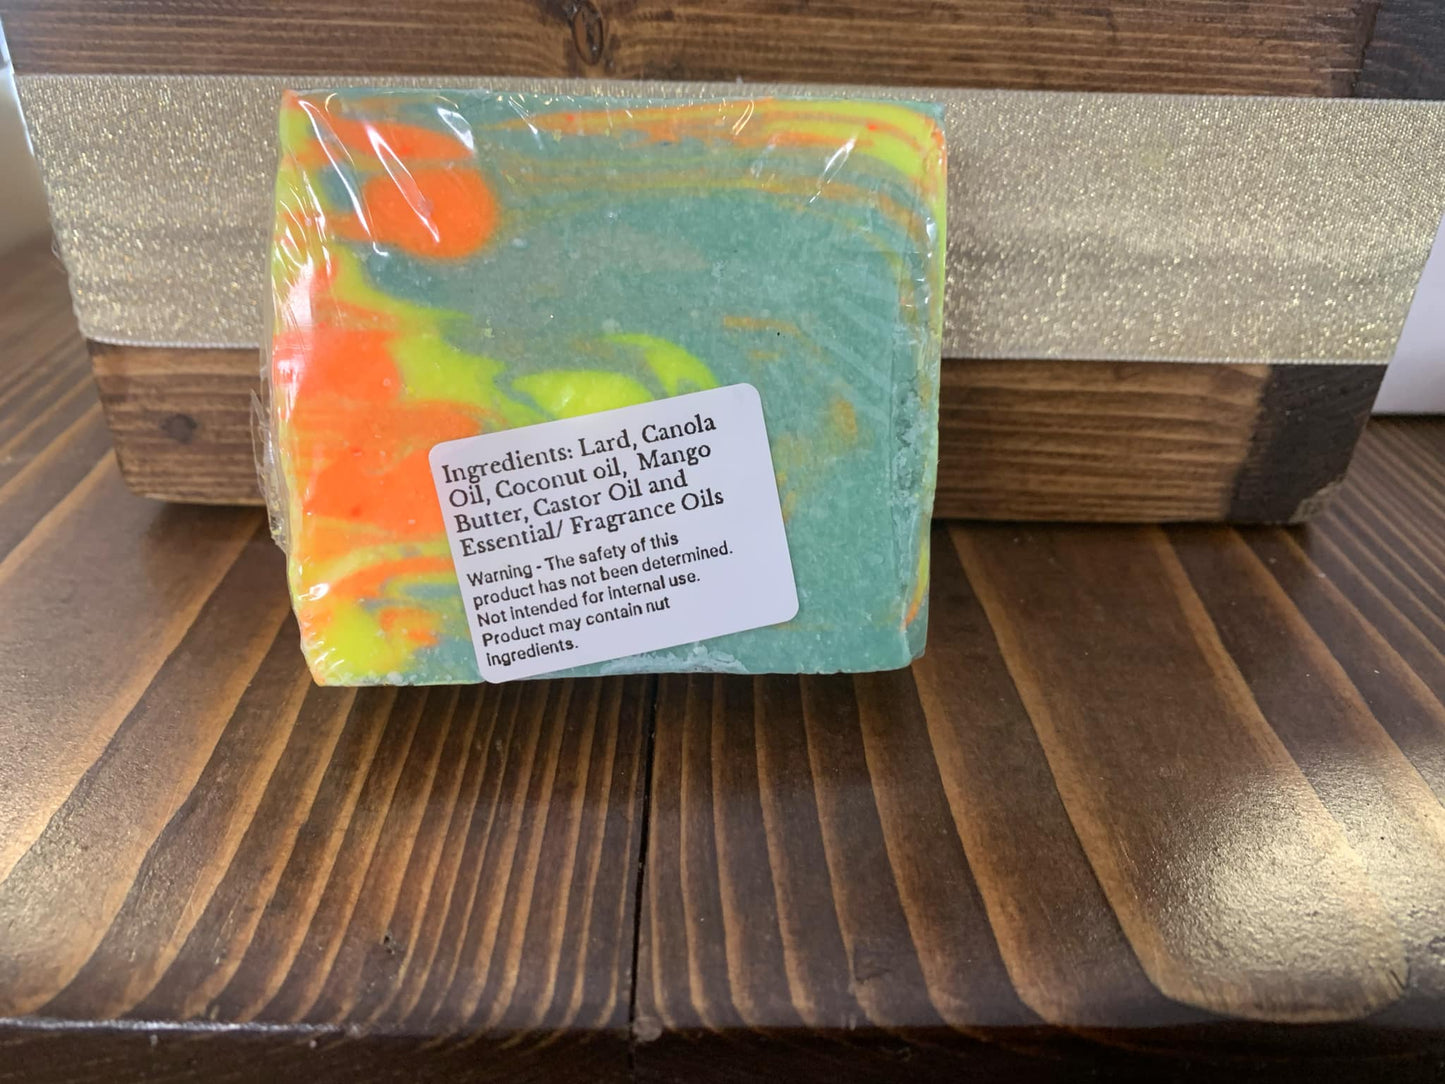 Ingredients: Lard, Canola
Oil, Coconut oil, Mango
Butter, Castor Oil and
Essential/ Fragrance Oils
Warning - The safety of this
product has not been determined.
Not intended for internal use.
Product may contain nut
ingredients.